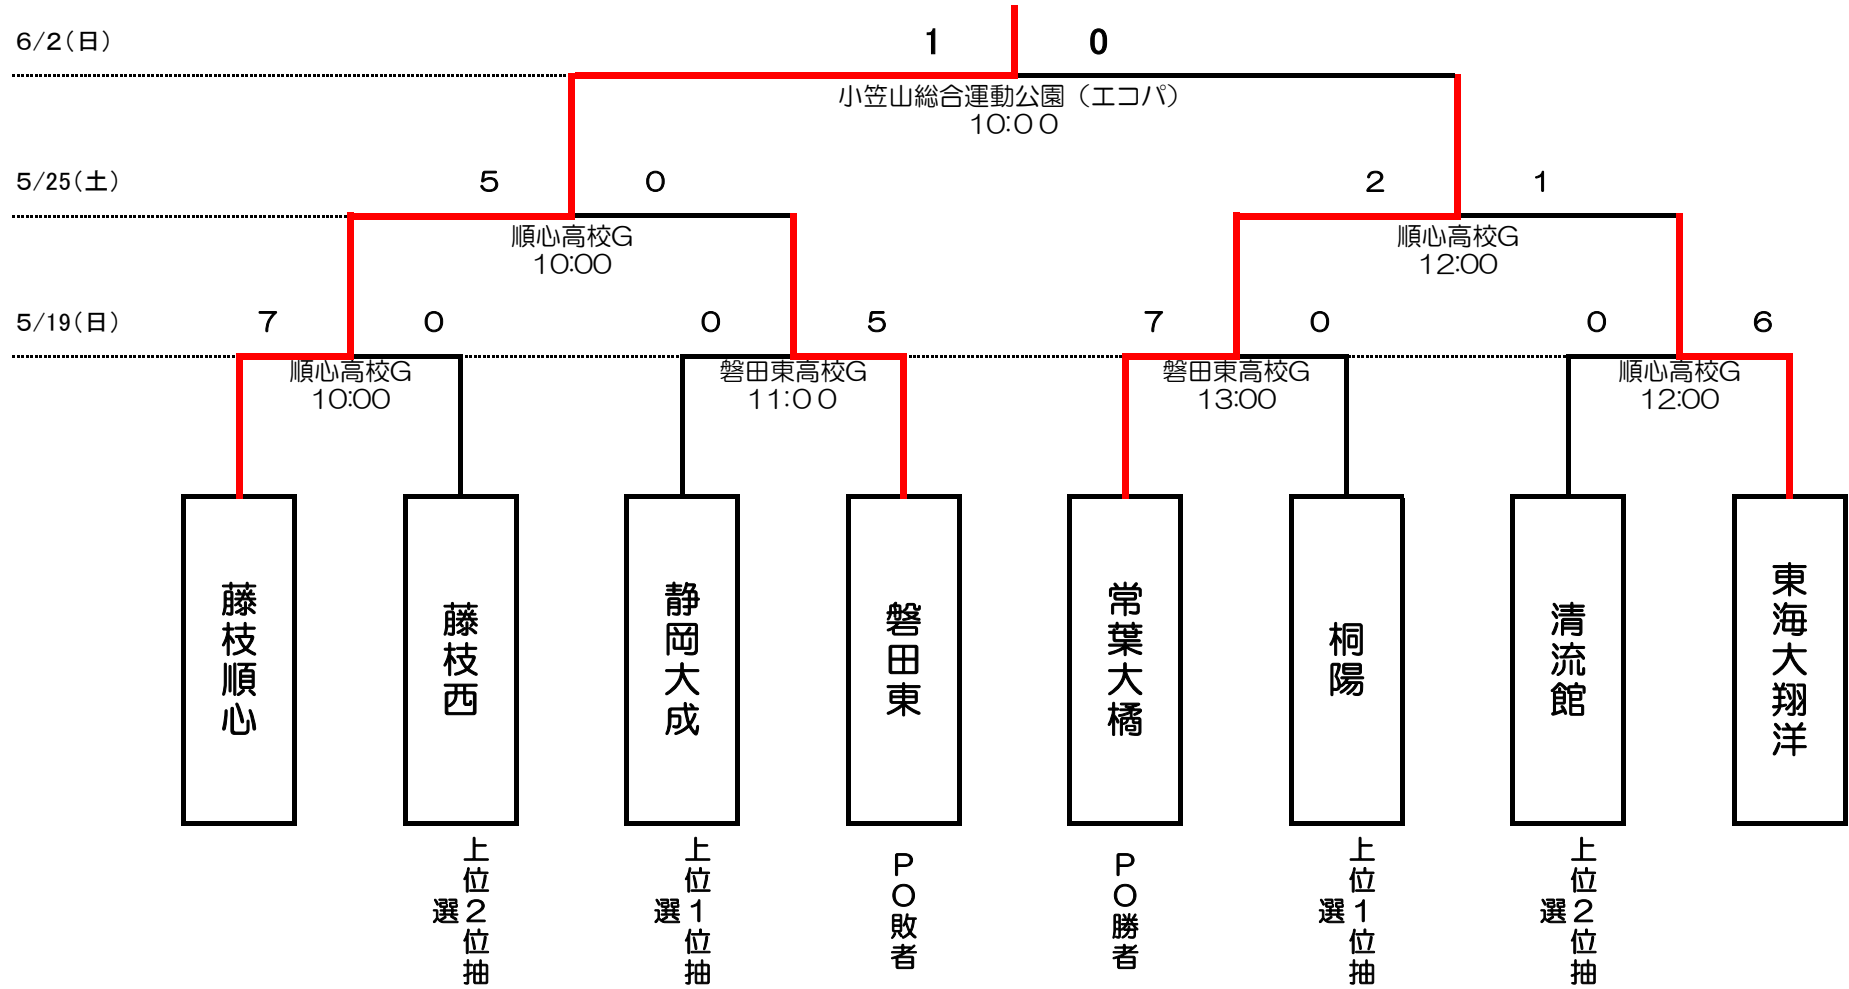 6/2(日)
1 0
小笠山総合運動公園（エコパ）
10:00
5/25(土)
5 0 2 1
順心高校G 順心高校G
10:00 12:00
5/19(日)
7 0 0 5 7 0 0 6
順心高校G 磐田東高校G 磐田東高校G 順心高校G
10:00 11:00 13:00 12:00
藤枝順心
藤枝西
静岡大成
磐田東
常葉大橘
桐陽
清流館
東海大翔洋
上位2位抽
選
上位1位抽
選
PO敗者
PO勝者
上位1位抽
選
上位2位抽
選